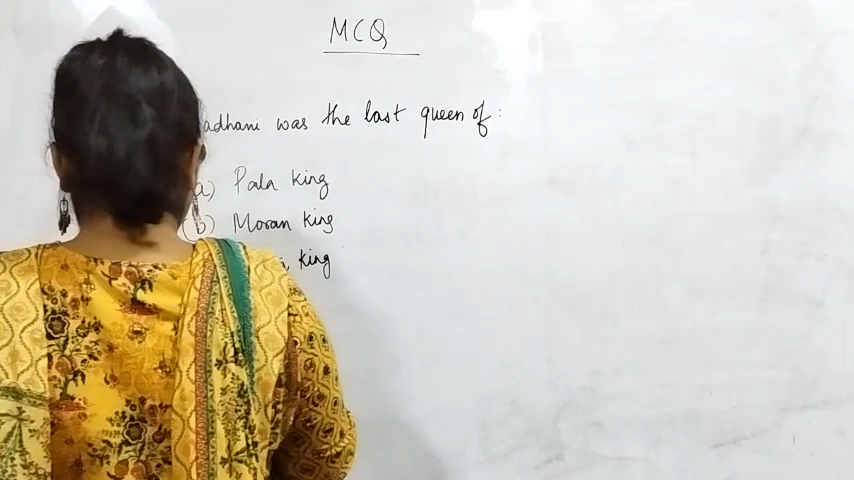 MCQ
adhani was the last queen of:
a) Pala king
(b) Moran king
king